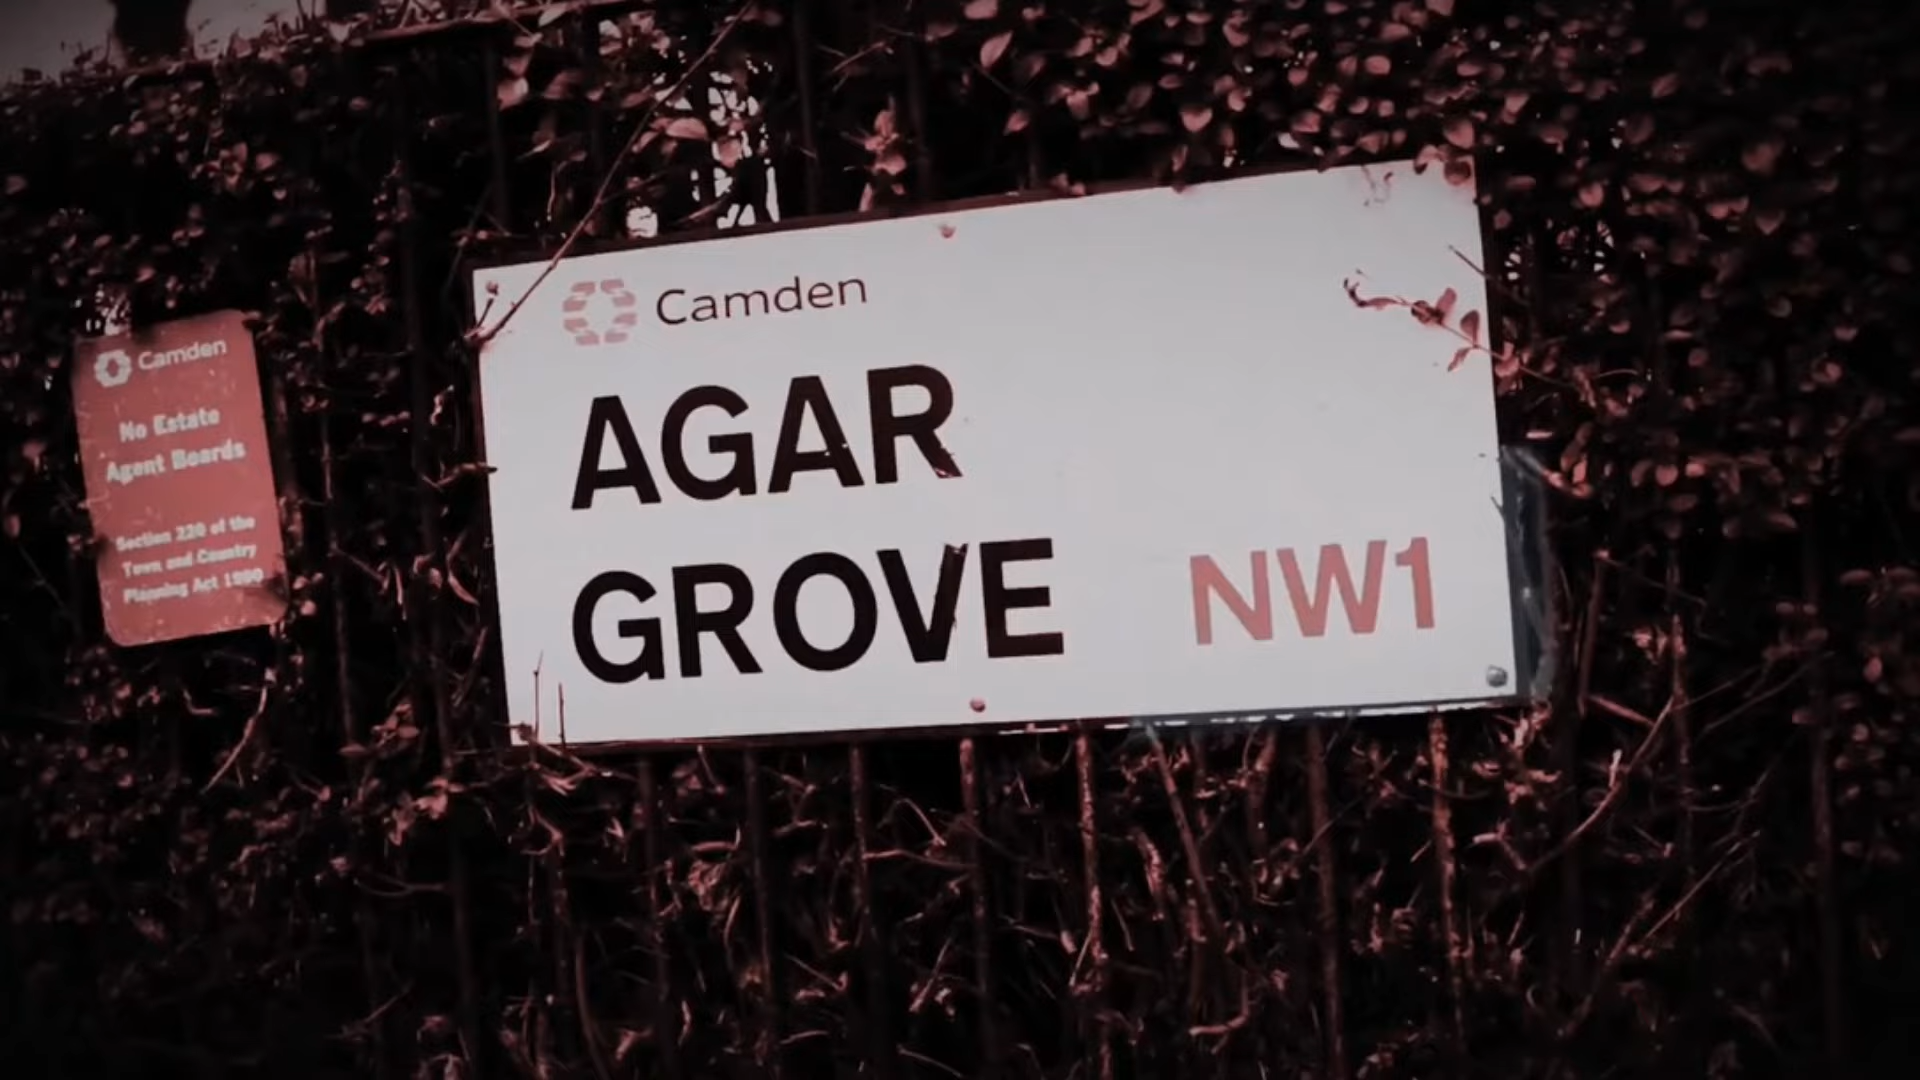 Camden
No Estate
Agent Boards
Section 220 of the
Town and Country
Planning Act 1990
Camden
AGAR
GROVE NW1